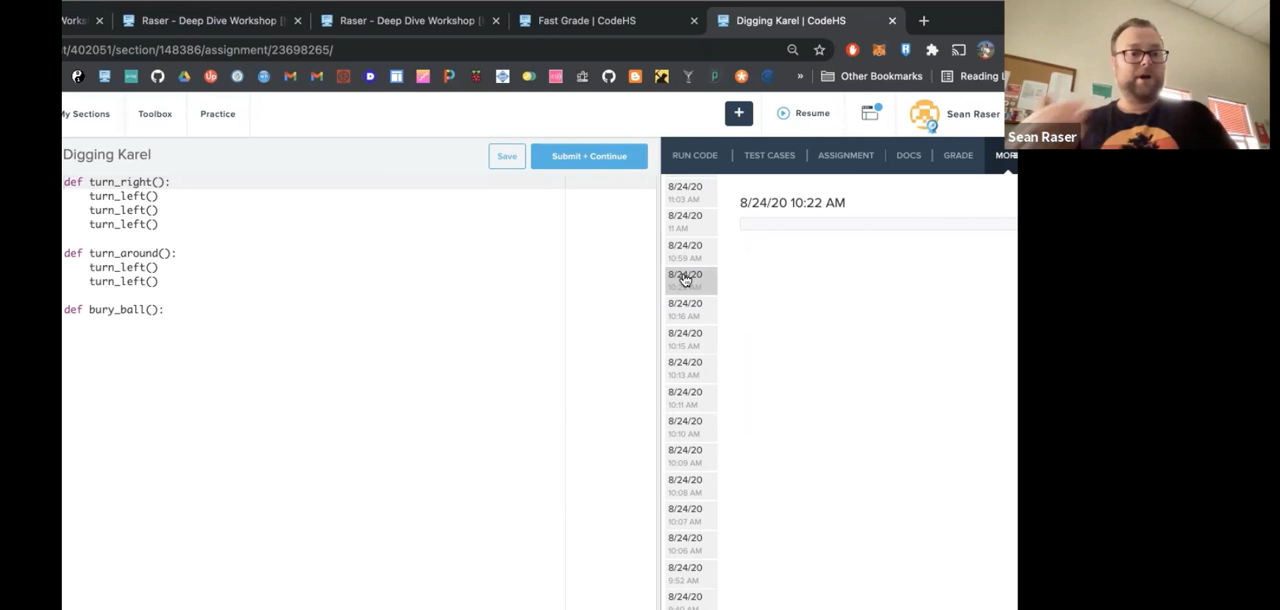 Works
Raser - Deep Dive Workshop [
Raser - Deep Dive Workshop [
Fast Grade | CodeHS
Digging Karel | CodeHS
t/402051/section/148386/assignment/23698265/
Other Bookmarks
Reading L
My Sections
Toolbox
Practice
Resume
Sean Raser
Sean Raser
Digging Karel
Save
Submit + Continue
RUN CODE
TEST CASES
ASSIGNMENT
DOCS
GRADE
MOR
def turn_right():
turn_left()
turn_left()
turn_left()
def turn_around():
turn_left()
turn_left()
def bury_ball():
8/24/20
11:03 AM
8/24/20
11 AM
8/24/20
10:59 AM
8/24/20
8/24/20
10:16 AM
8/24/20
10:15 AM
8/24/20
10:13 AM
8/24/20
10:11 AM
8/24/20
10:10 AM
8/24/20
10:09 AM
8/24/20
10:08 AM
8/24/20
10:07 AM
8/24/20
10:06 AM
8/24/20
9:52 AM
8/24/20
8/24/20 10:22 AM